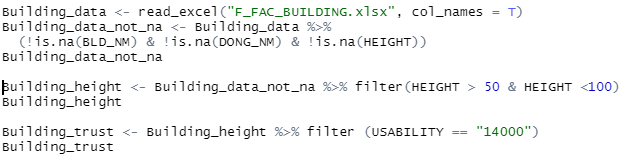 Building_data <- read_excel("F_FAC_BUILDING.xlsx", col_names = T)
Building_data_not_na <- Building_data %>%
(!is.na(BLD_NM) & !is.na(DONG_NM) & !is.na(HEIGHT))
Building_data_not_na
Building_height <- Building_data_not_na %>% filter(HEIGHT > 50 & HEIGHT <100)
Building_height
Building_trust <- Building_height %>% filter (USABILITY == "14000")
Building_trust